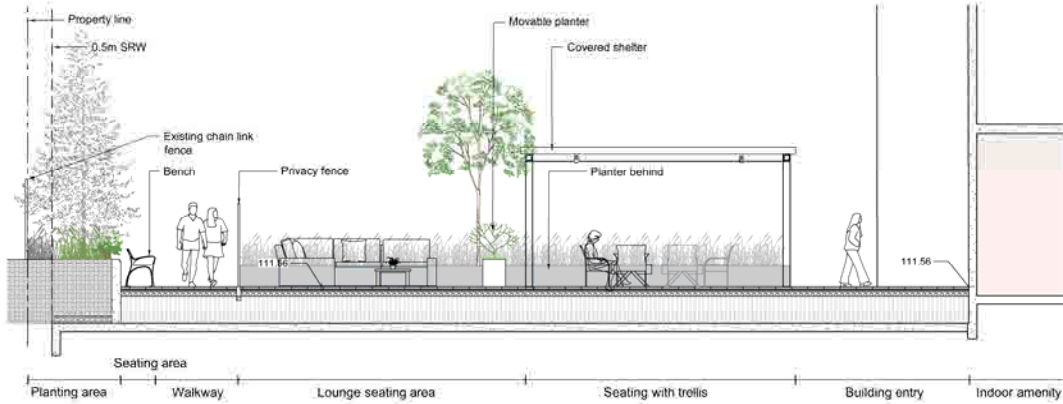 Property line
Movable planter
0.5m SRW
Covered shelter
Existing chain link
fence
Bench
Privacy fence
Planter behind
111.56
111.56
Seating area
Planting area
Walkway
Lounge seating area
Seating with trellis
Building entry
Indoor amenity